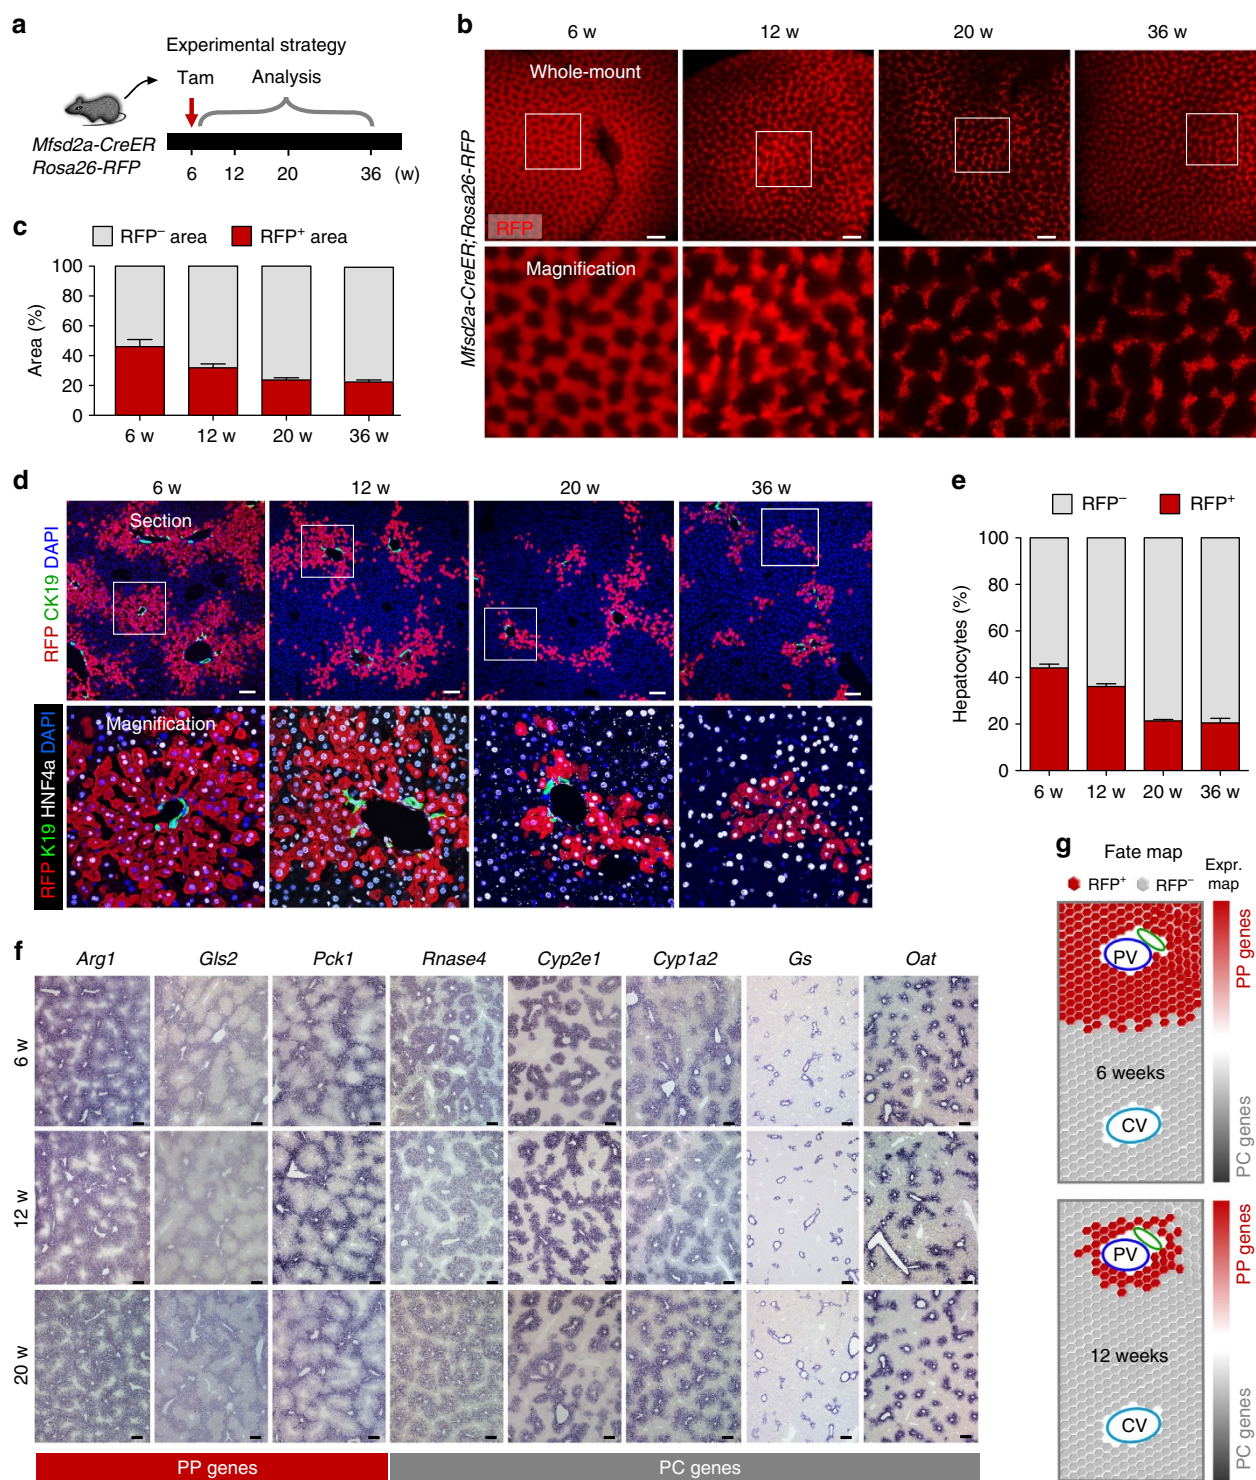 a
Experimental strategy
Tam
Analysis
Mfsd2a-CreER
Rosa26-RFP
6
12
20
36
(w)
b
6 w
12 w
20 w
36 w
Mfsd2a-CreER;Rosa26-RFP
Whole-mount
RFP
Magnification
c
RFP⁻ area
RFP⁺ area
Area (%)
100
80
60
40
20
0
6 w
12 w
20 w
36 w
d
6 w
12 w
20 w
36 w
RFP CK19 DAPI
Section
RFP K19 HNF4a DAPI
Magnification
e
RFP⁻
RFP⁺
Hepatocytes (%)
100
80
60
40
20
0
6 w
12 w
20 w
36 w
f
Arg1
Gls2
Pck1
Rnase4
Cyp2e1
Cyp1a2
Gs
Oat
6 w
12 w
20 w
PP genes
PC genes
g
Fate map
Expr.
map
RFP⁺
RFP⁻
PV
6 weeks
CV
PP genes
PC genes
PV
12 weeks
CV
PP genes
PC genes